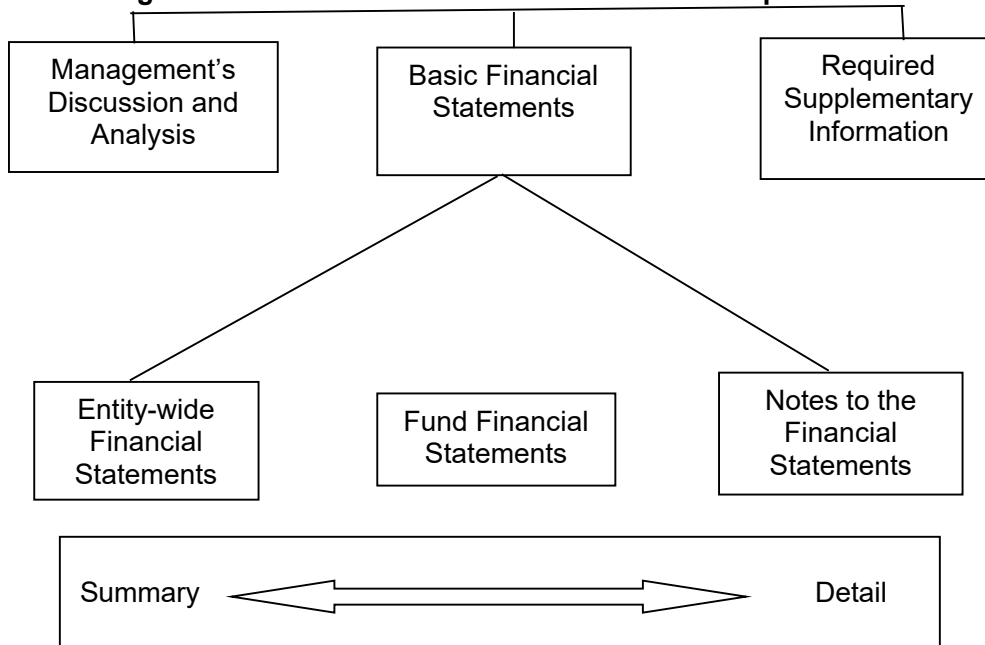 Management’s
Discussion and
Analysis
Basic Financial
Statements
Required
Supplementary
Information
Entity-wide
Financial
Statements
Fund Financial
Statements
Notes to the
Financial
Statements
Summary
Detail